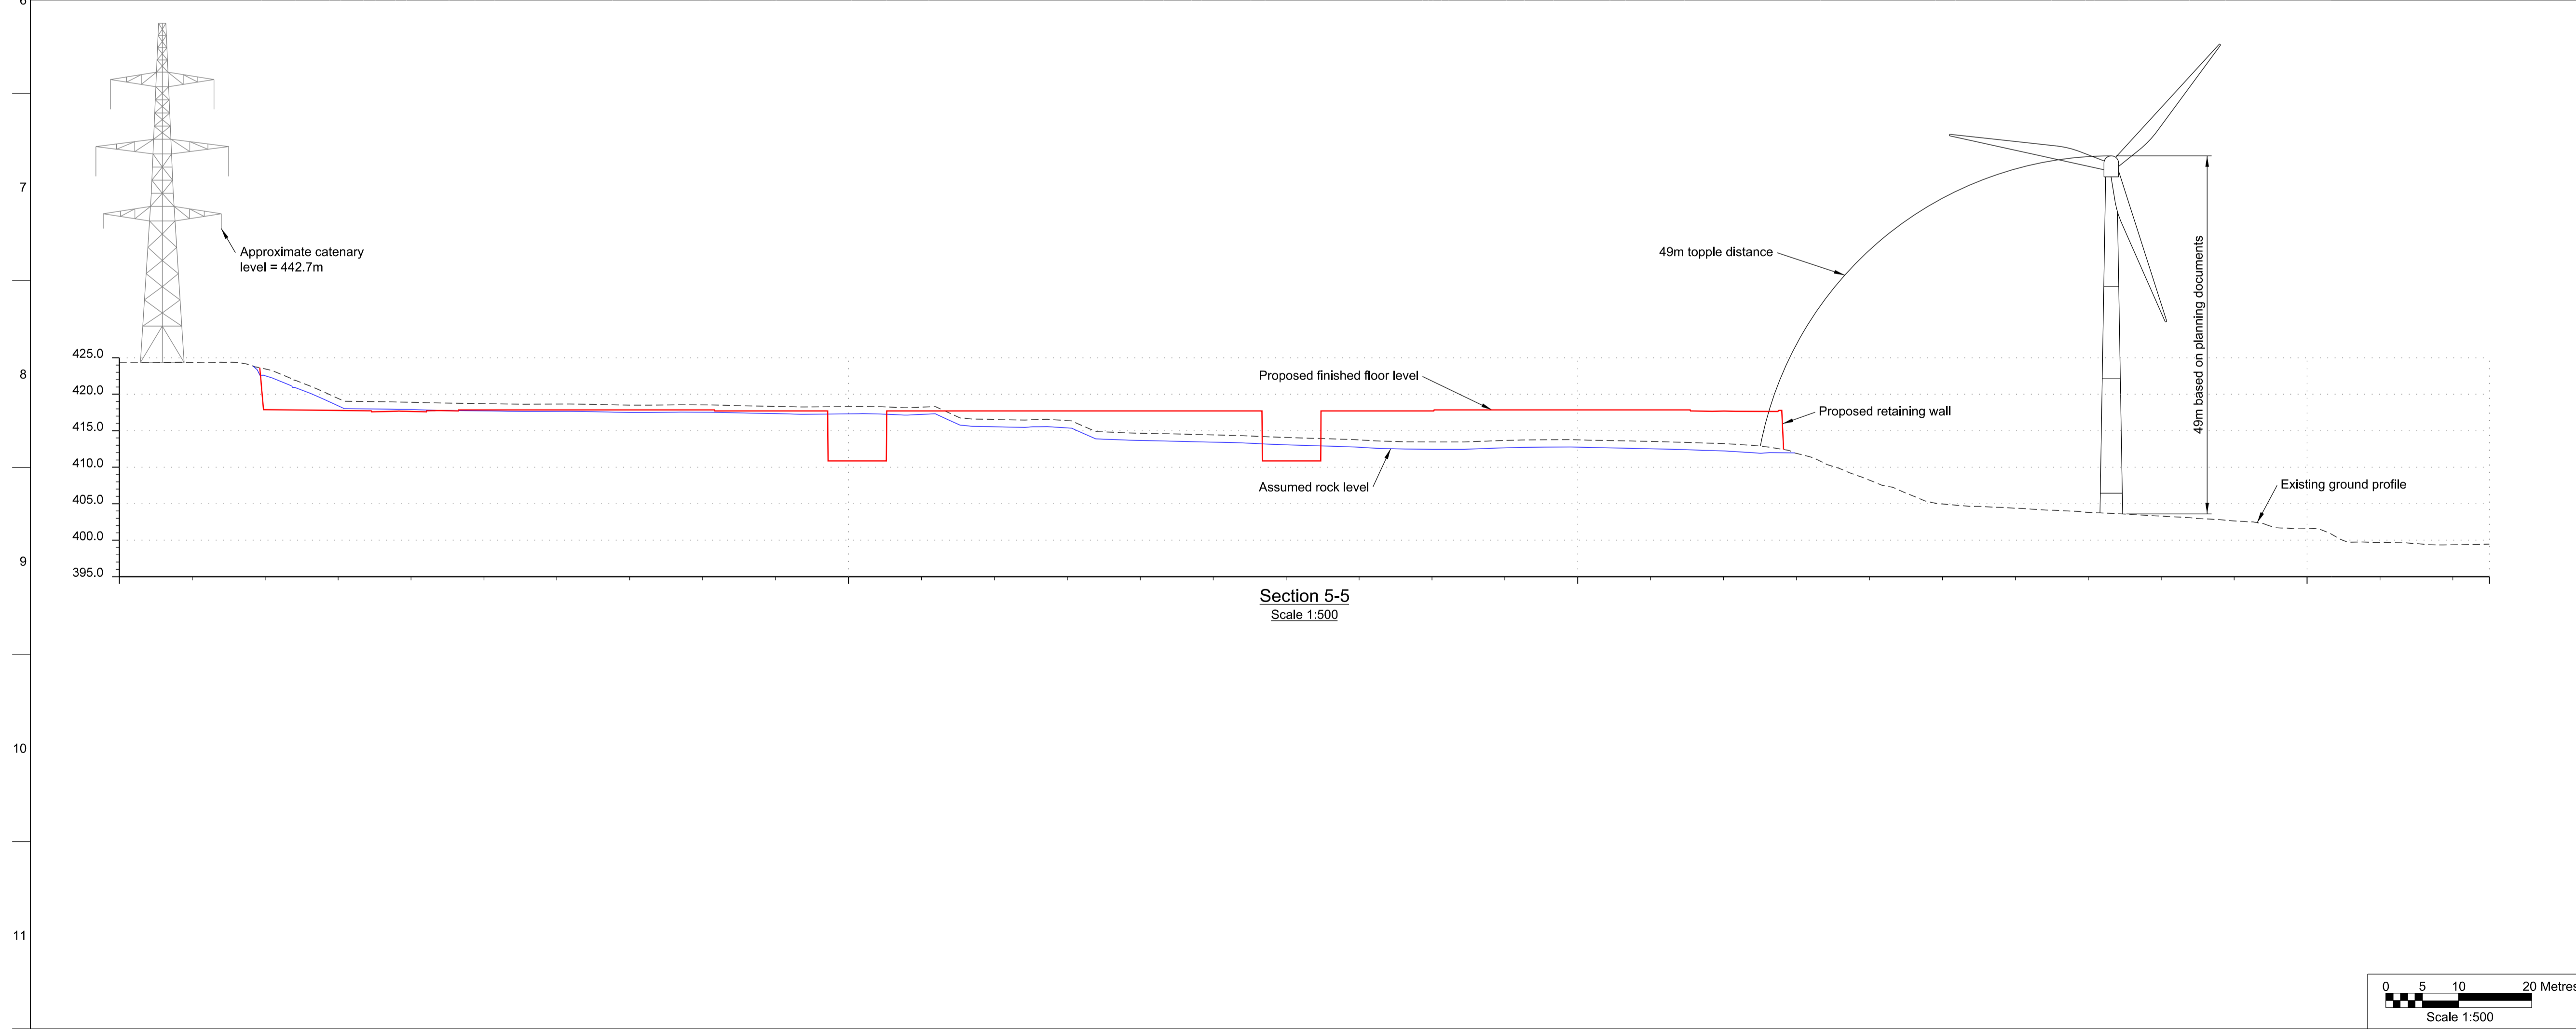 6
7
8
9
10
11
Approximate catenary
level = 442.7m
49m topple distance
49m based on planning documents
Proposed finished floor level
Proposed retaining wall
Assumed rock level
Existing ground profile
425.0
420.0
415.0
410.0
405.0
400.0
395.0
Section 5-5
Scale 1:500
0 5 10 20 Metres
Scale 1:500